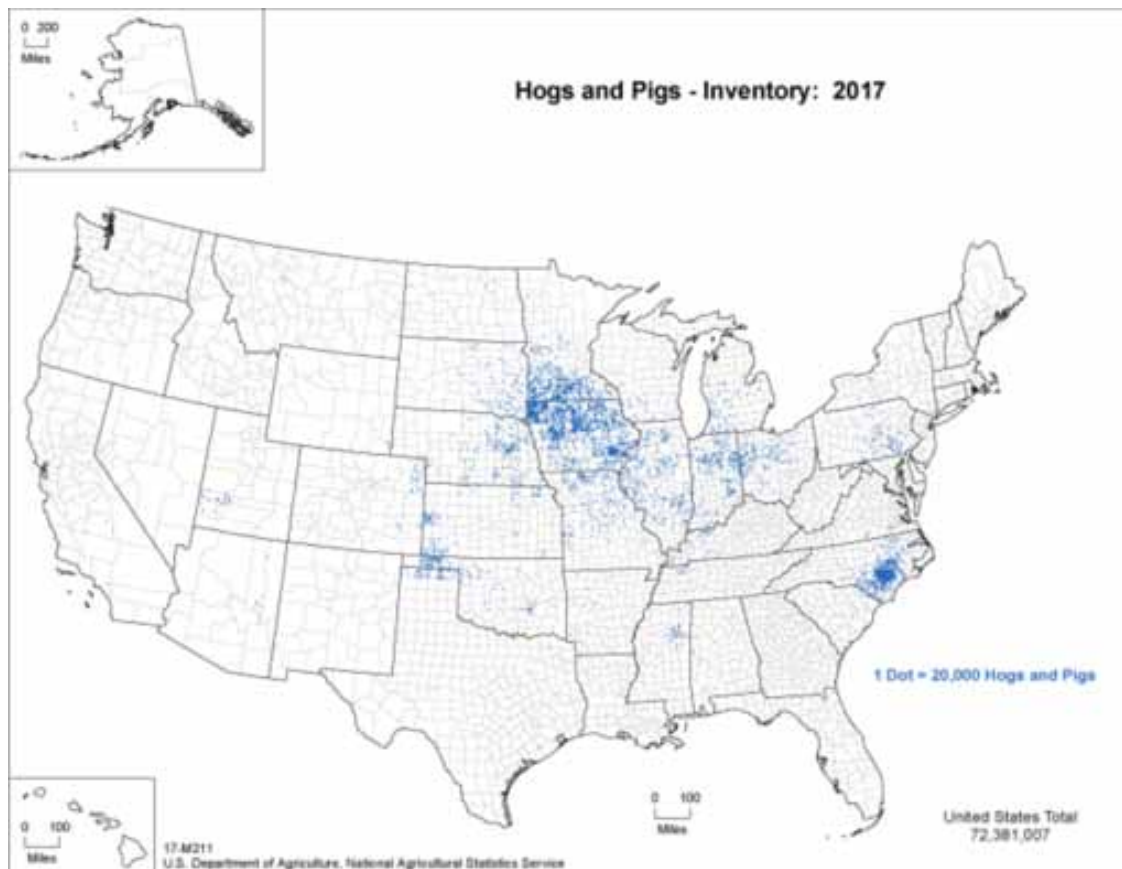 0 200
Miles
Hogs and Pigs - Inventory: 2017
1 Dot = 20,000 Hogs and Pigs
0 100
Miles
0 100
Miles
United States Total
72,381,007
17-M211
U.S. Department of Agriculture, National Agricultural Statistics Service